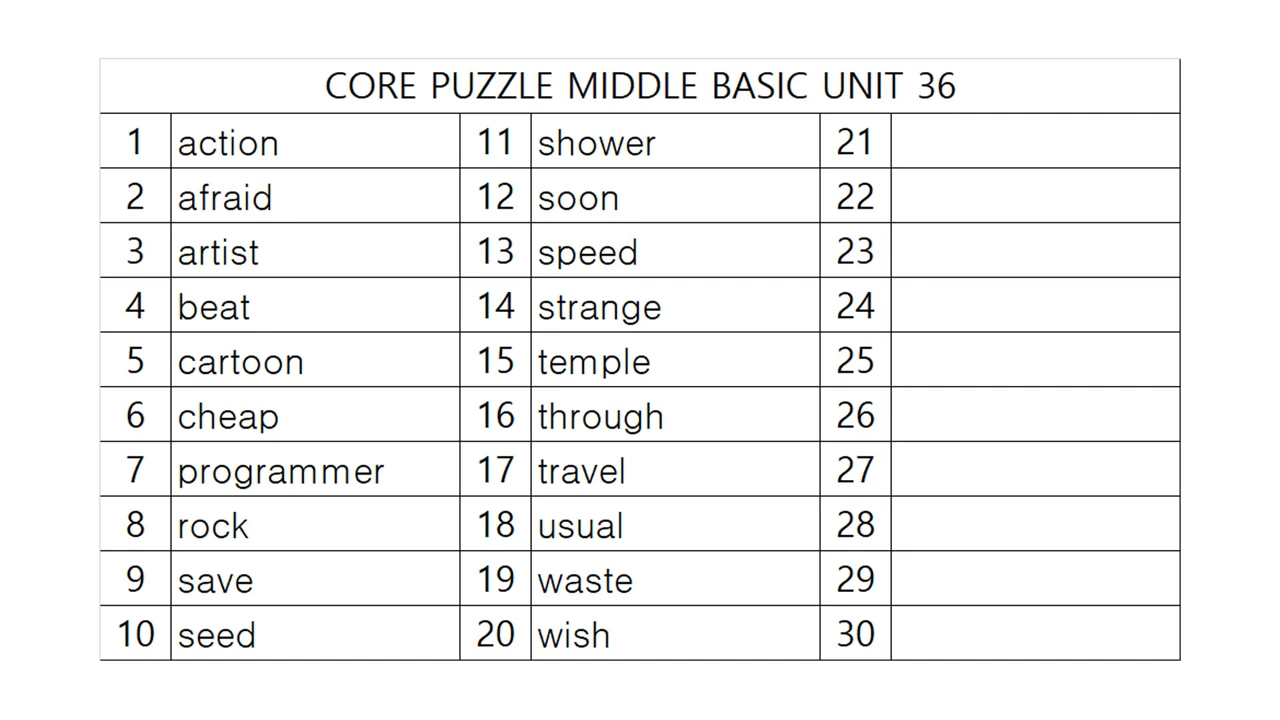 CORE PUZZLE MIDDLE BASIC UNIT 36
1 action 11 shower 21
2 afraid 12 soon 22
3 artist 13 speed 23
4 beat 14 strange 24
5 cartoon 15 temple 25
6 cheap 16 through 26
7 programmer 17 travel 27
8 rock 18 usual 28
9 save 19 waste 29
10 seed 20 wish 30